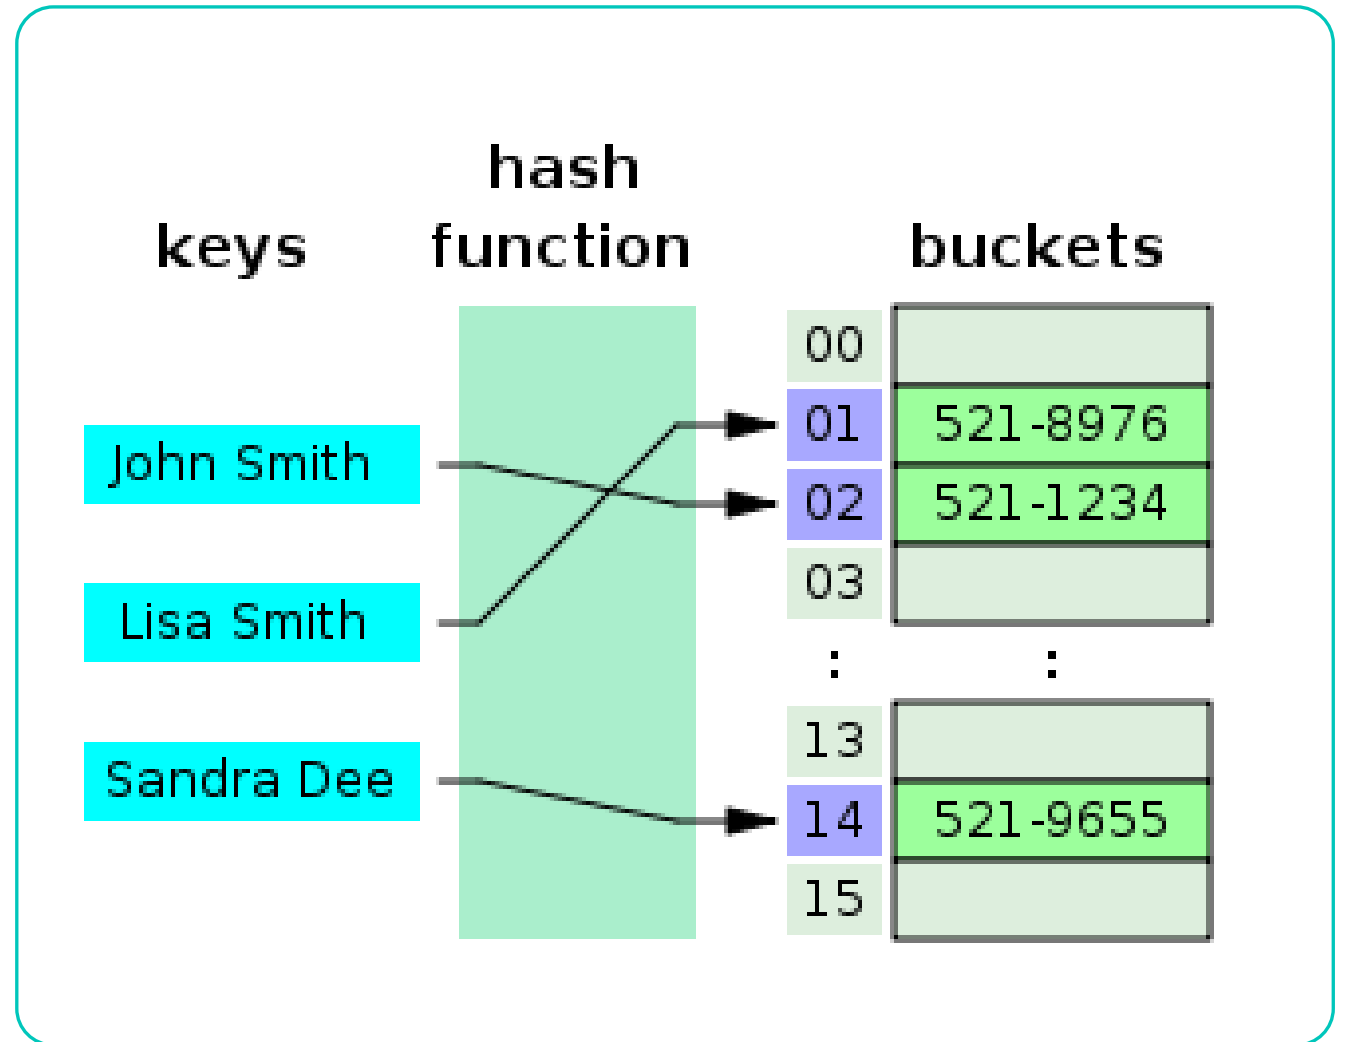 hash
keys function buckets
00
01 521-8976
John Smith
02 521-1234
03
Lisa Smith
: :
13
Sandra Dee
14 521-9655
15